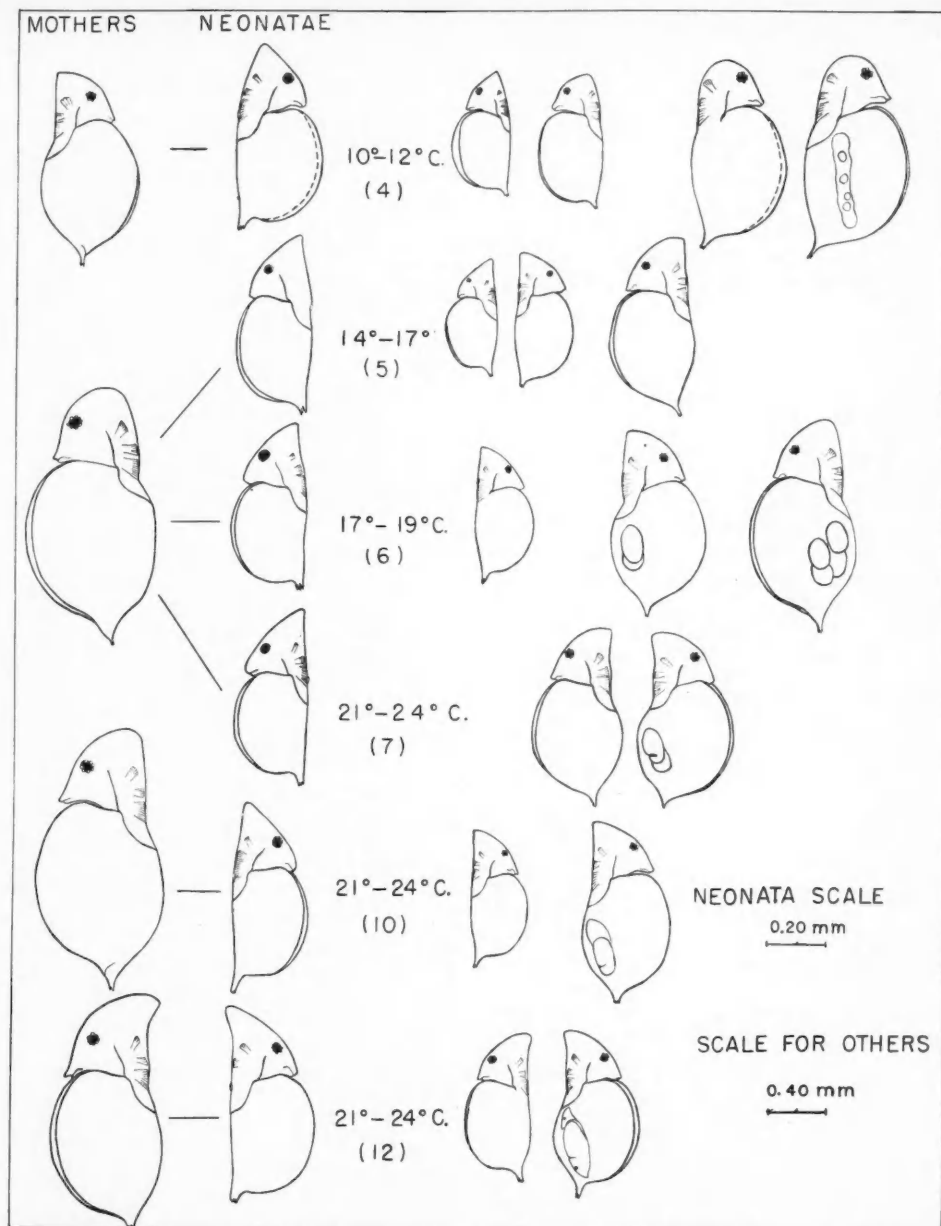 MOTHERS NEONATAE
10°-12°C.
(4)
14°-17°
(5)
17°-19°C.
(6)
21°-24°C.
(7)
21°-24°C.
(10)
NEONATA SCALE
0.20 mm
SCALE FOR OTHERS
0.40 mm
21°-24°C.
(12)